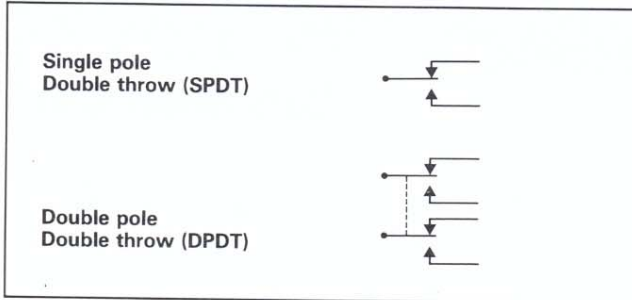 Single pole
Double throw (SPDT)
Double pole
Double throw (DPDT)